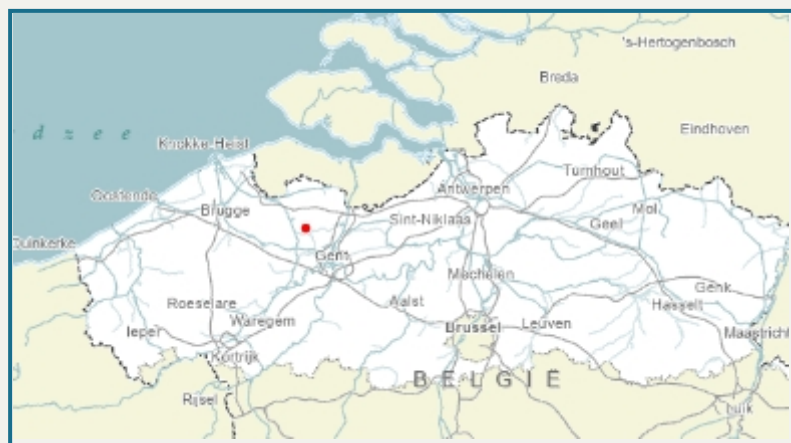 's-Hertogenbosch
Breda
dzee
Eindhoven
Knokke-Heist
Turnhout
Oostende
Antwerpen
Mol
Brugge
Sint-Niklaas
Geel
Duinkerke
Gent
Mechelen
Genk
Roeselare
Aalst
Hasselt
Ieper
Waregem
Brussel
Leuven
Maastricht
Kortrijk
BELGIË
Rijsel
Luik